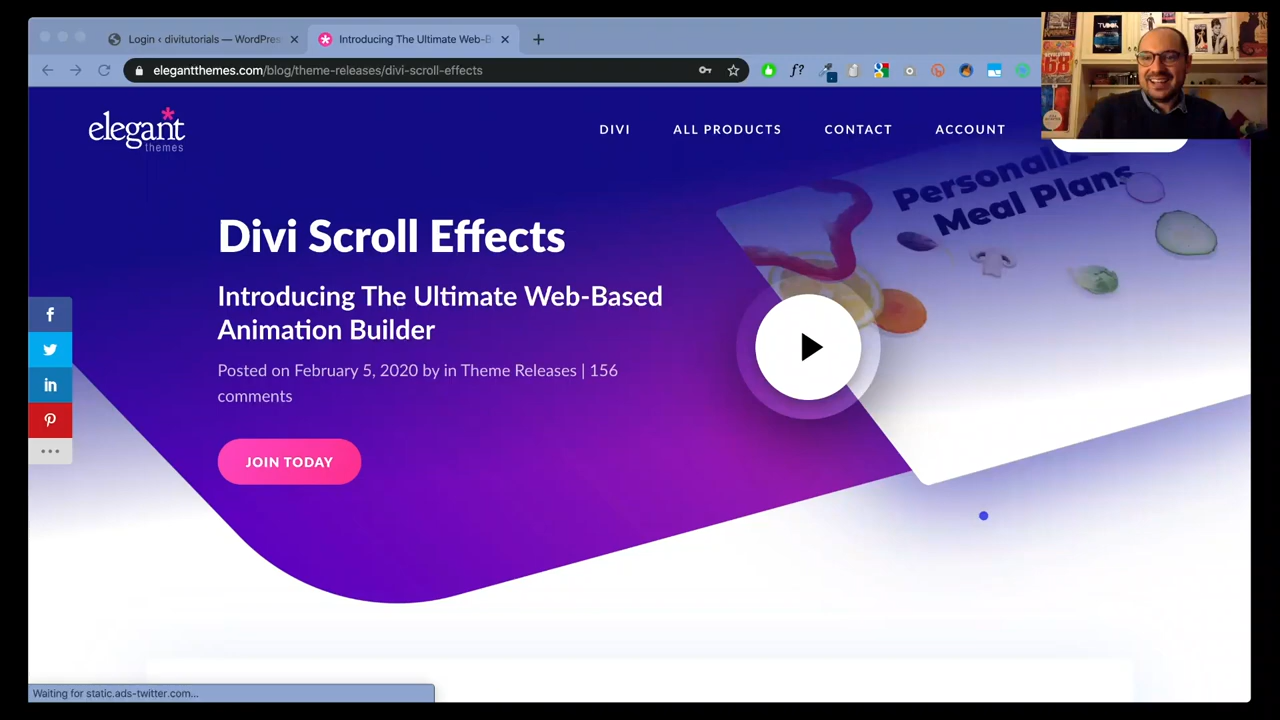 Login ‹ divitutorials — WordPres
Introducing The Ultimate Web-B
elegantthemes.com/blog/theme-releases/divi-scroll-effects
f?
elegant
themes
DIVI
ALL PRODUCTS
CONTACT
ACCOUNT
Personaliz
Meal Plans
Divi Scroll Effects
Introducing The Ultimate Web-Based
Animation Builder
Posted on February 5, 2020 by in Theme Releases | 156
comments
JOIN TODAY
Waiting for static.ads-twitter.com...